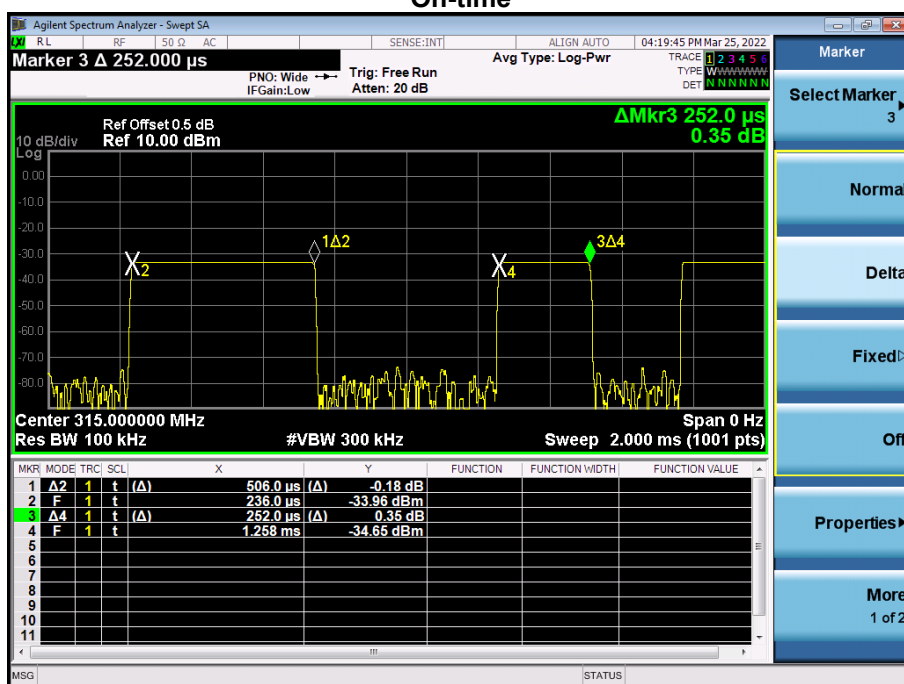 On-time
Agilent Spectrum Analyzer - Swept SA
LXI RL RF 50 Ω AC SENSE:INT ALIGN AUTO 04:19:45 PM Mar 25, 2022
Marker 3 Δ 252.000 µs
PNO: Wide Trig: Free Run Avg Type: Log-Pwr TRACE 1 2 3 4 5 6
IFGain:Low Atten: 20 dB TYPE WWWWWW
DET N N N N N N
Ref Offset 0.5 dB ΔMkr3 252.0 µs
10 dB/div Ref 10.00 dBm 0.35 dB
Log
0.00
-10.0
-20.0
-30.0
-40.0
-50.0
-60.0
-70.0
-80.0
2
1Δ2
4
3Δ4
Center 315.000000 MHz Span 0 Hz
Res BW 100 kHz #VBW 300 kHz Sweep 2.000 ms (1001 pts)
MKR MODE TRC SCL X Y FUNCTION FUNCTION WIDTH FUNCTION VALUE
1 Δ2 1 t (Δ) 506.0 µs (Δ) -0.18 dB
2 F 1 t 236.0 µs -33.96 dBm
3 Δ4 1 t (Δ) 252.0 µs (Δ) 0.35 dB
4 F 1 t 1.258 ms -34.65 dBm
5
6
7
8
9
10
11
MSG STATUS
Marker
Select Marker
3
Normal
Delta
Fixed
Off
Properties
More
1 of 2